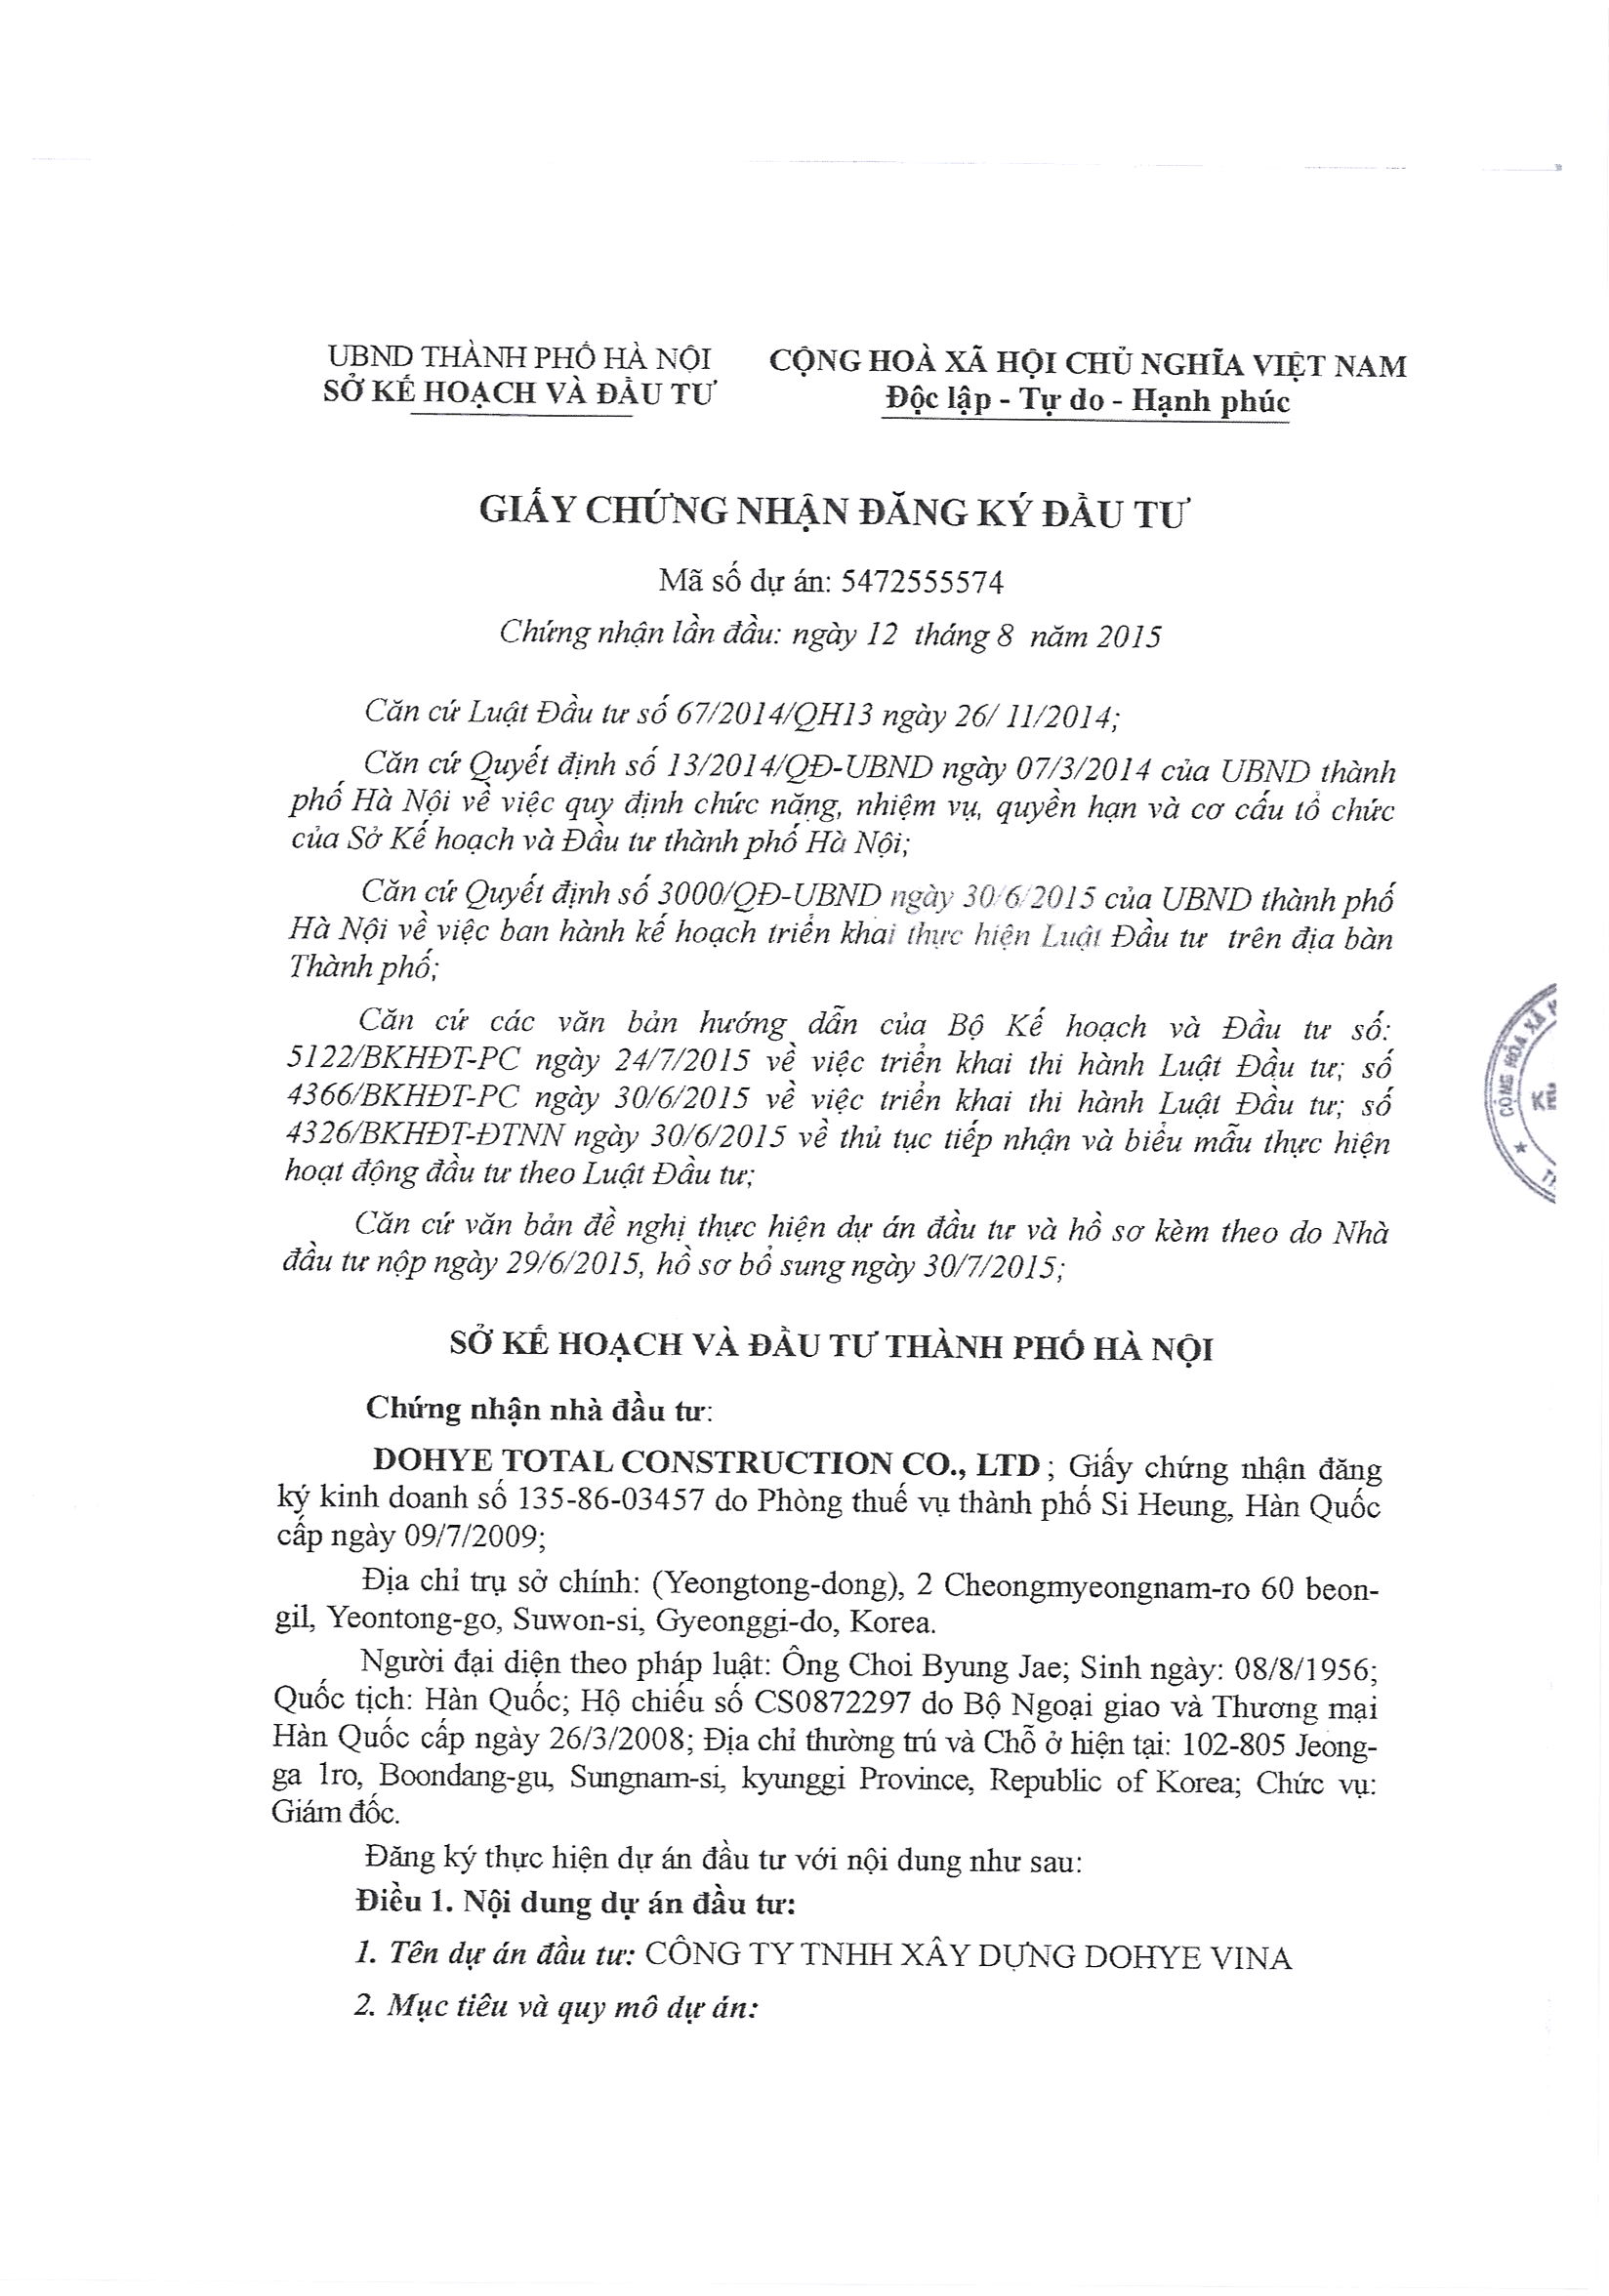 UBND THÀNH PHỐ HÀ NỘI
SỞ KẾ HOẠCH VÀ ĐẦU TƯ
CỘNG HOÀ XÃ HỘI CHỦ NGHĨA VIỆT NAM
Độc lập - Tự do - Hạnh phúc
GIẤY CHỨNG NHẬN ĐĂNG KÝ ĐẦU TƯ
Mã số dự án: 5472555574
Chứng nhận lần đầu: ngày 12 tháng 8 năm 2015
Căn cứ Luật Đầu tư số 67/2014/QH13 ngày 26/ 11/2014;
Căn cứ Quyết định số 13/2014/QĐ-UBND ngày 07/3/2014 của UBND thành
phố Hà Nội về việc quy định chức năng, nhiệm vụ, quyền hạn và cơ cấu tổ chức
của Sở Kế hoạch và Đầu tư thành phố Hà Nội;
Căn cứ Quyết định số 3000/QĐ-UBND ngày 30/6/2015 của UBND thành phố
Hà Nội về việc ban hành kế hoạch triển khai thực hiện Luật Đầu tư trên địa bàn
Thành phố;
Căn cứ các văn bản hướng dẫn của Bộ Kế hoạch và Đầu tư số:
5122/BKHĐT-PC ngày 24/7/2015 về việc triển khai thi hành Luật Đầu tư; số
4366/BKHĐT-PC ngày 30/6/2015 về việc triển khai thi hành Luật Đầu tư; số
4326/BKHĐT-ĐTNN ngày 30/6/2015 về thủ tục tiếp nhận và biểu mẫu thực hiện
hoạt động đầu tư theo Luật Đầu tư;
Căn cứ văn bản đề nghị thực hiện dự án đầu tư và hồ sơ kèm theo do Nhà
đầu tư nộp ngày 29/6/2015, hồ sơ bổ sung ngày 30/7/2015;
CỘNG HÒA XÃ
SỞ KẾ HOẠCH VÀ ĐẦU TƯ THÀNH PHỐ HÀ NỘI
Chứng nhận nhà đầu tư:
DOHYE TOTAL CONSTRUCTION CO., LTD ; Giấy chứng nhận đăng
ký kinh doanh số 135-86-03457 do Phòng thuế vụ thành phố Si Heung, Hàn Quốc
cấp ngày 09/7/2009;
Địa chỉ trụ sở chính: (Yeongtong-dong), 2 Cheongmyeongnam-ro 60 beon-
gil, Yeontong-go, Suwon-si, Gyeonggi-do, Korea.
Người đại diện theo pháp luật: Ông Choi Byung Jae; Sinh ngày: 08/8/1956;
Quốc tịch: Hàn Quốc; Hộ chiếu số CS0872297 do Bộ Ngoại giao và Thương mại
Hàn Quốc cấp ngày 26/3/2008; Địa chỉ thường trú và Chỗ ở hiện tại: 102-805 Jeong-
ga 1ro, Boondang-gu, Sungnam-si, kyunggi Province, Republic of Korea; Chức vụ:
Giám đốc.
Đăng ký thực hiện dự án đầu tư với nội dung như sau:
Điều 1. Nội dung dự án đầu tư:
1. Tên dự án đầu tư: CÔNG TY TNHH XÂY DỰNG DOHYE VINA
2. Mục tiêu và quy mô dự án: